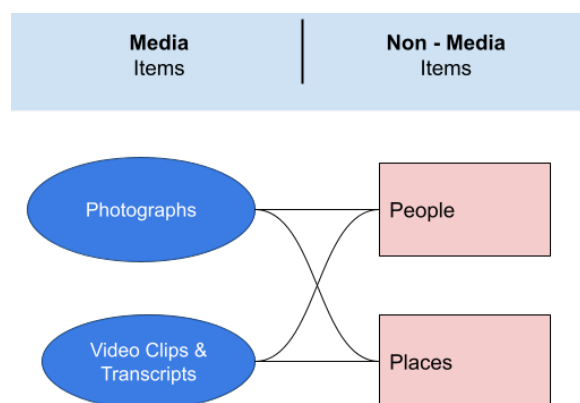 Media
Items
Non - Media
Items
Photographs
People
Video Clips &
Transcripts
Places